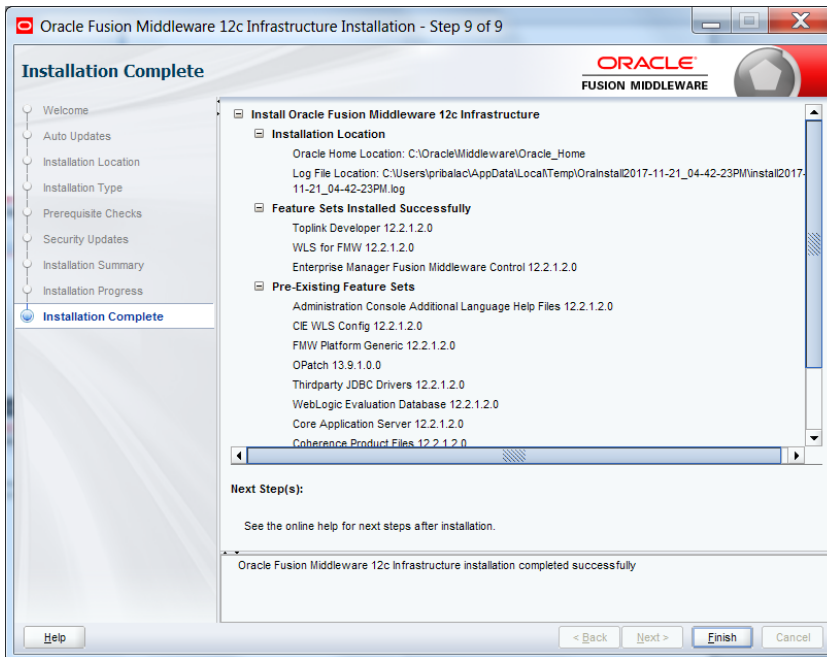 Oracle Fusion Middleware 12c Infrastructure Installation - Step 9 of 9
Installation Complete
ORACLE
FUSION MIDDLEWARE
Welcome
Auto Updates
Installation Location
Installation Type
Prerequisite Checks
Security Updates
Installation Summary
Installation Progress
Installation Complete
Install Oracle Fusion Middleware 12c Infrastructure
Installation Location
Oracle Home Location: C:\Oracle\Middleware\Oracle_Home
Log File Location: C:\Users\pribalac\AppData\Local\Temp\OraInstall2017-11-21_04-42-23PM\install2017-
11-21_04-42-23PM.log
Feature Sets Installed Successfully
Toplink Developer 12.2.1.2.0
WLS for FMW 12.2.1.2.0
Enterprise Manager Fusion Middleware Control 12.2.1.2.0
Pre-Existing Feature Sets
Administration Console Additional Language Help Files 12.2.1.2.0
CIE WLS Config 12.2.1.2.0
FMW Platform Generic 12.2.1.2.0
OPatch 13.9.1.0.0
Thirdparty JDBC Drivers 12.2.1.2.0
WebLogic Evaluation Database 12.2.1.2.0
Core Application Server 12.2.1.2.0
Coherence Product Files 12.2.1.2.0
Next Step(s):
See the online help for next steps after installation.
Oracle Fusion Middleware 12c Infrastructure installation completed successfully
Help
< Back
Next >
Finish
Cancel